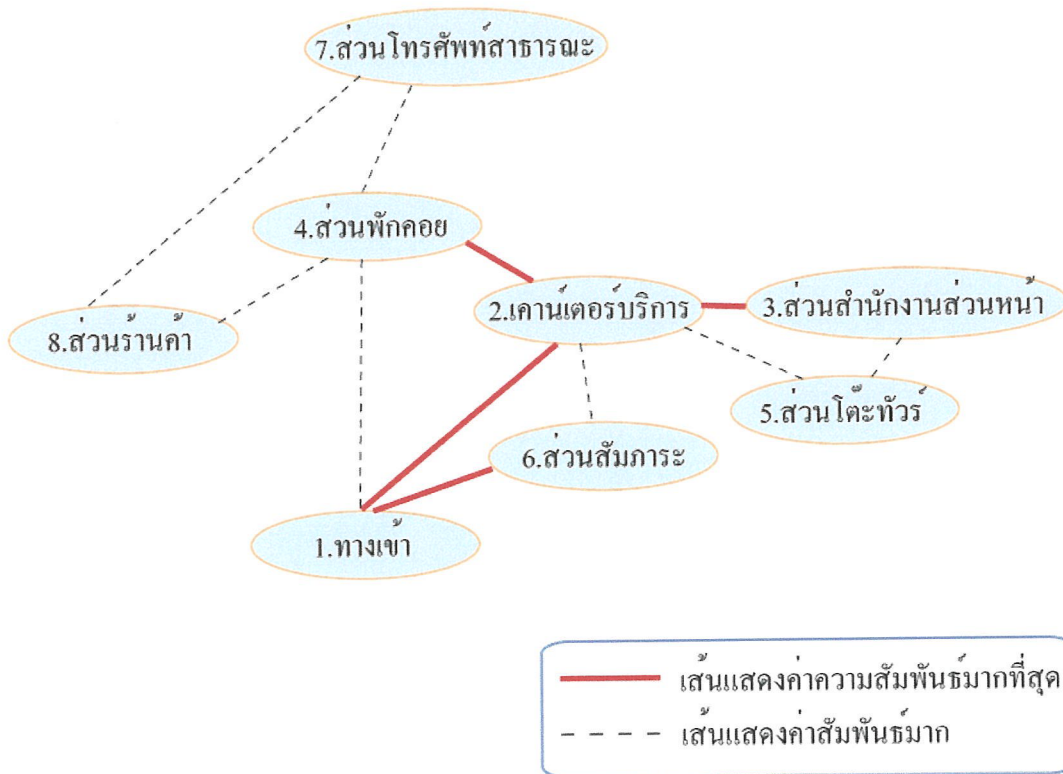 7.ส่วนโทรศัพท์สาธารณะ
4.ส่วนพักคอย
2.เคาน์เตอร์บริการ
3.ส่วนสำนักงานส่วนหน้า
8.ส่วนร้านค้า
5.ส่วนโต๊ะทัวร์
6.ส่วนสัมภาระ
1.ทางเข้า
เส้นแสดงค่าความสัมพันธ์มากที่สุด
เส้นแสดงค่าสัมพันธ์มาก